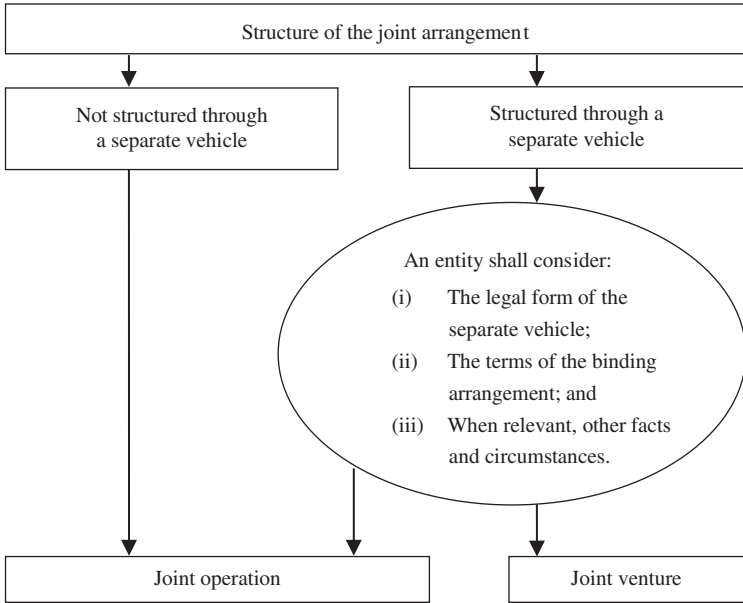 Structure of the joint arrangement
Not structured through
a separate vehicle
Structured through a
separate vehicle
An entity shall consider:
(i) The legal form of the
separate vehicle;
(ii) The terms of the binding
arrangement; and
(iii) When relevant, other facts
and circumstances.
Joint operation
Joint venture